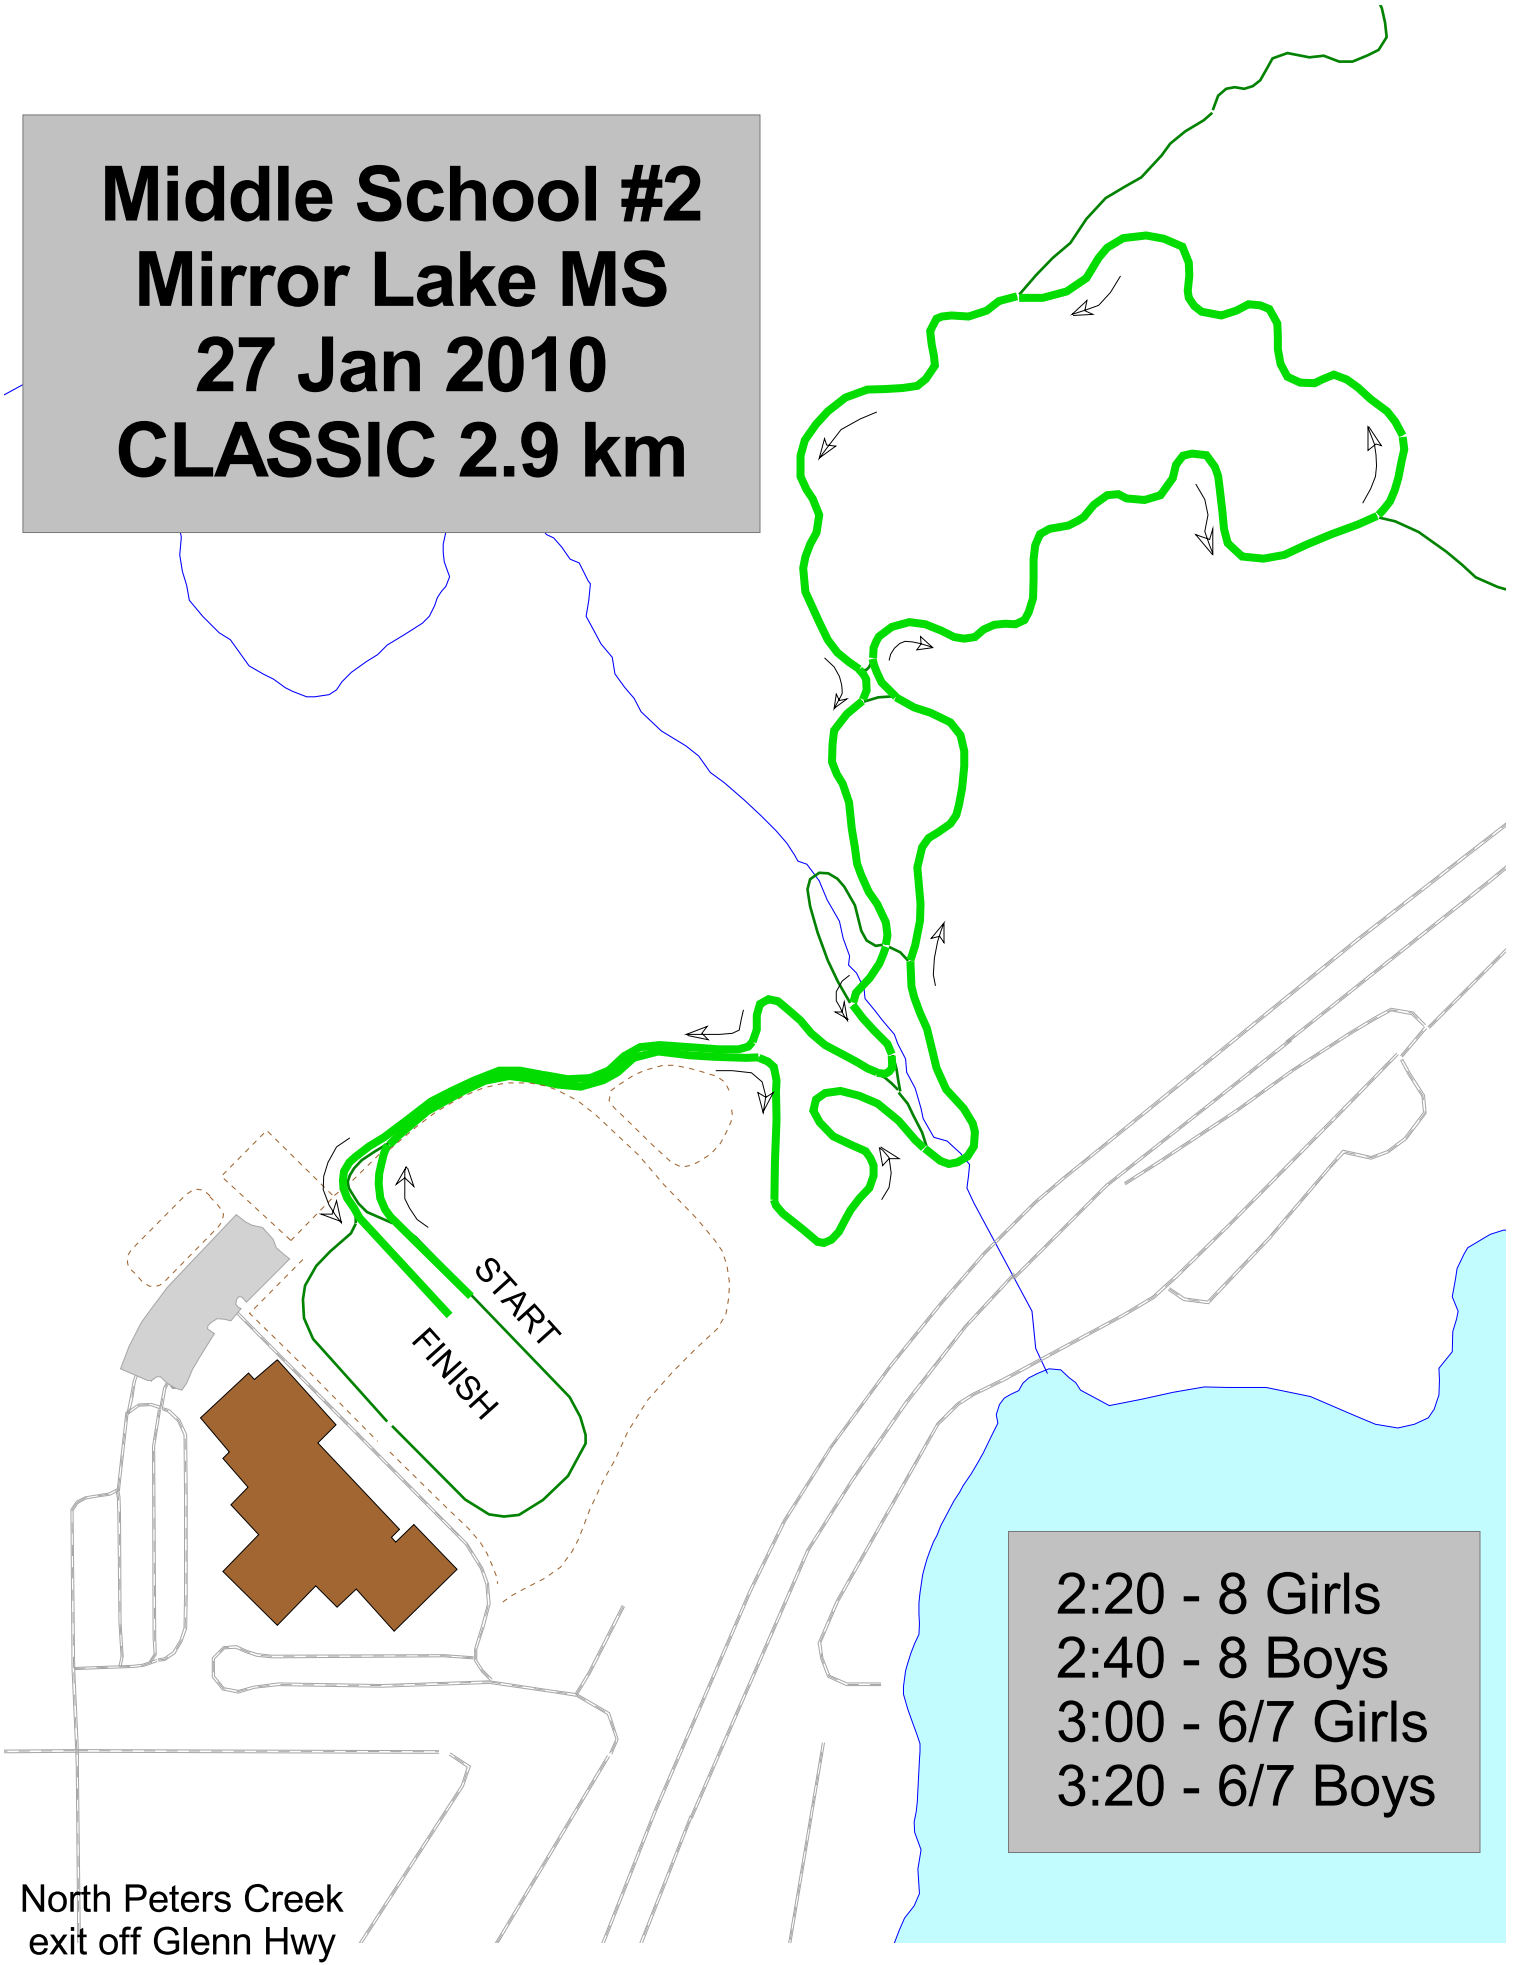 Middle School #2
Mirror Lake MS
27 Jan 2010
CLASSIC 2.9 km
START
FINISH
2:20 - 8 Girls
2:40 - 8 Boys
3:00 - 6/7 Girls
3:20 - 6/7 Boys
North Peters Creek
exit off Glenn Hwy